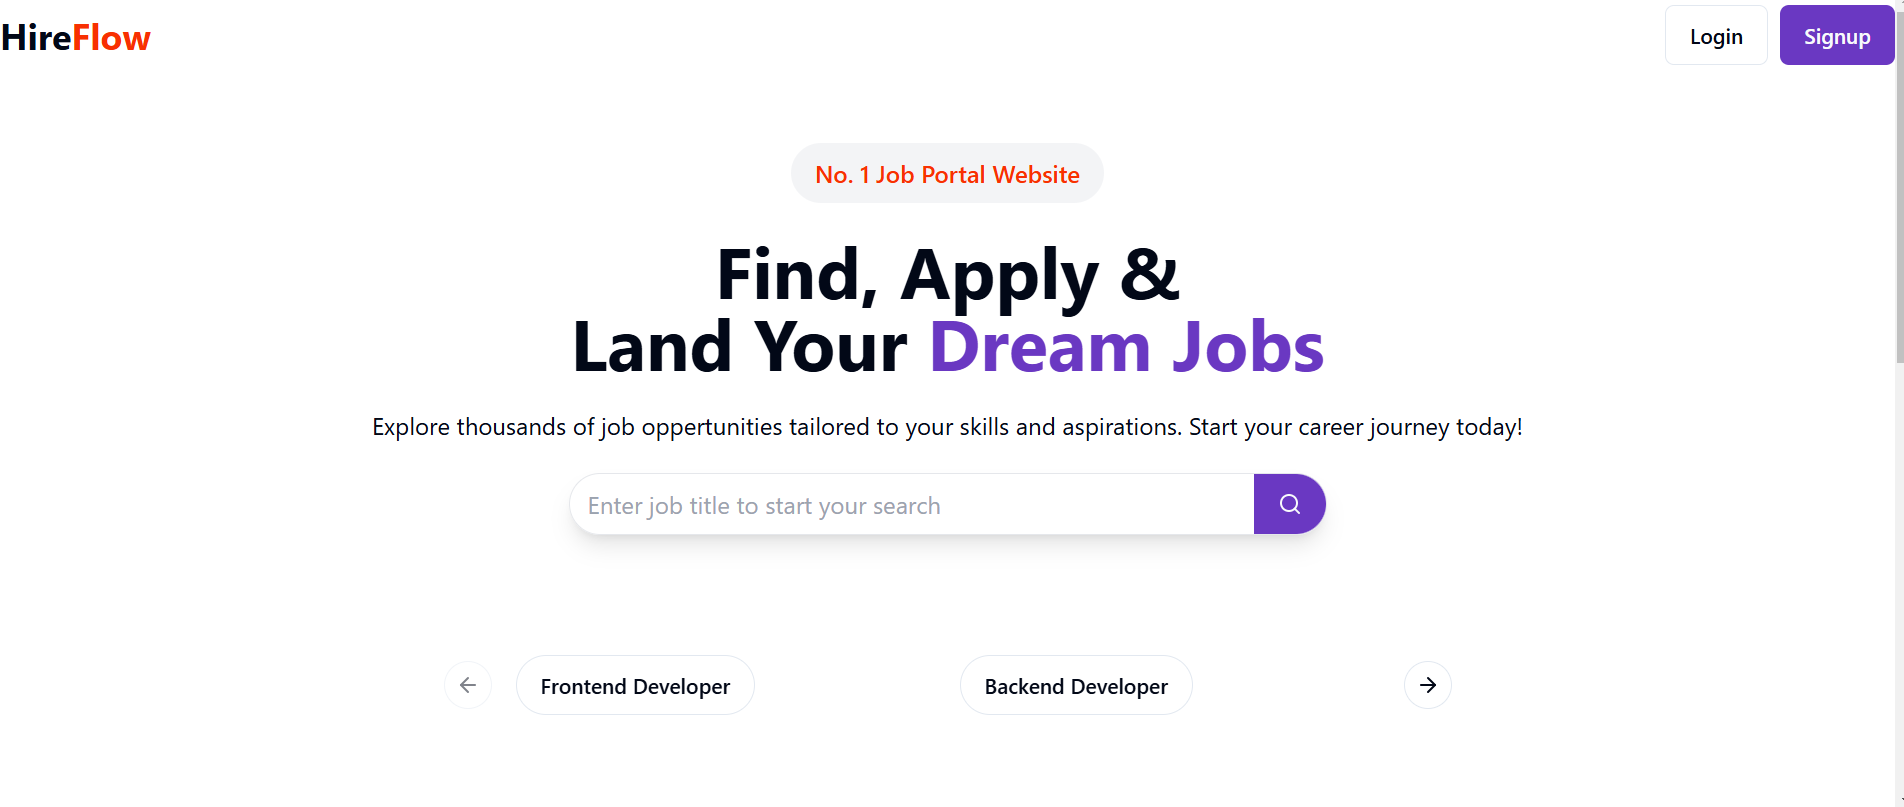 HireFlow
Login
Signup
No. 1 Job Portal Website
Find, Apply &
Land Your Dream Jobs
Explore thousands of job oppertunities tailored to your skills and aspirations. Start your career journey today!
Enter job title to start your search
Frontend Developer
Backend Developer